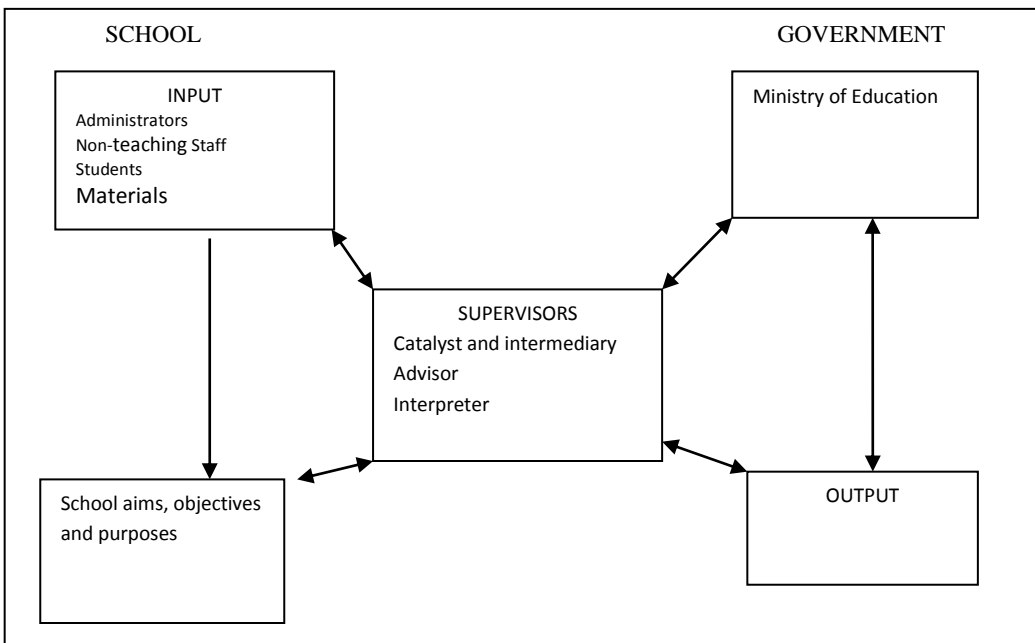 SCHOOL
GOVERNMENT
INPUT
Administrators
Non-teaching Staff
Students
Materials
Ministry of Education
SUPERVISORS
Catalyst and intermediary
Advisor
Interpreter
School aims, objectives
and purposes
OUTPUT